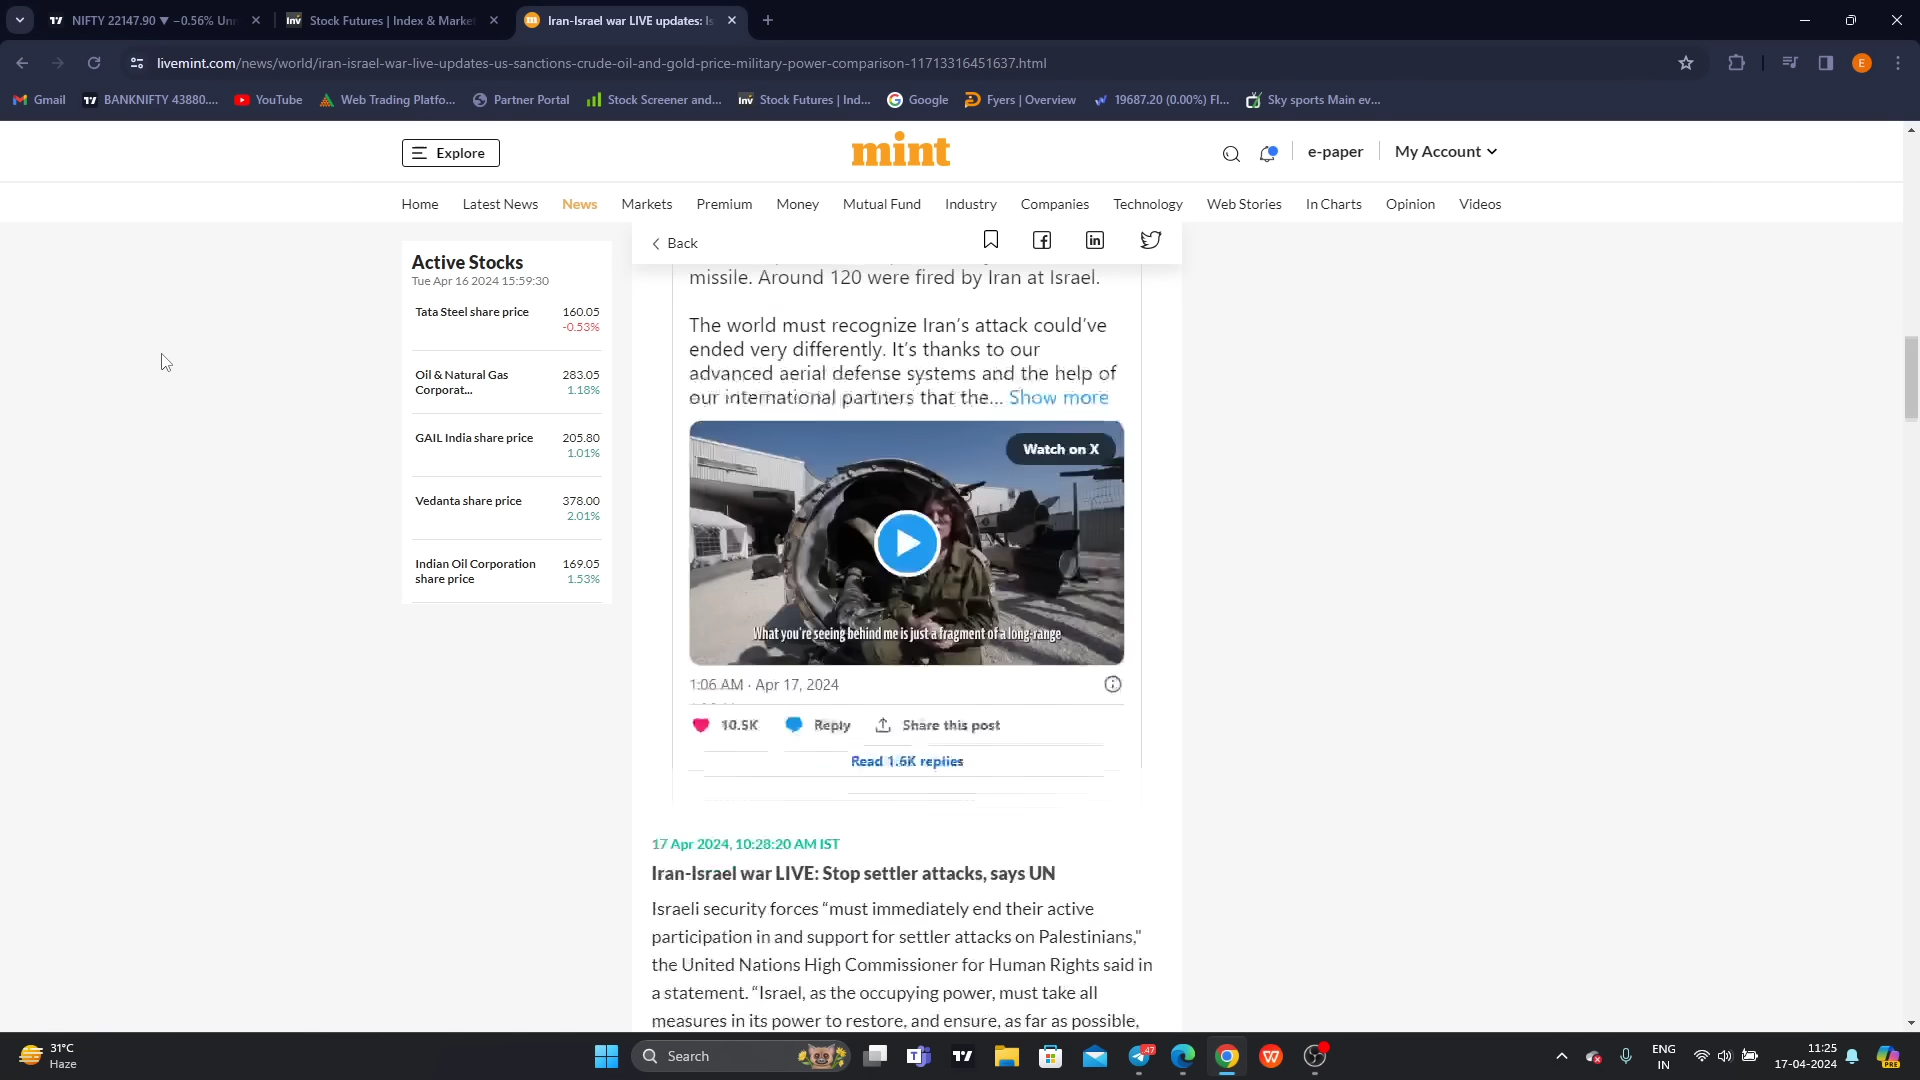 NIFTY 22147.90 ▼ −0.56% Unn
Stock Futures | Index & Marke
Iran-Israel war LIVE updates: Is
livemint.com/news/world/iran-israel-war-live-updates-us-sanctions-crude-oil-and-gold-price-military-power-comparison-11713316451637.html
E
Gmail
BANKNIFTY 43880....
YouTube
Web Trading Platfo...
Partner Portal
Stock Screener and...
Inv Stock Futures | Ind...
Google
Fyers | Overview
19687.20 (0.00%) Fl...
Sky sports Main ev...
Explore
mint
e-paper
My Account
Home Latest News News Markets Premium Money Mutual Fund Industry Companies Technology Web Stories In Charts Opinion Videos
Active Stocks
Tue Apr 16 2024 15:59:30
Tata Steel share price 160.05
-0.53%
Oil & Natural Gas 283.05
Corporat... 1.18%
GAIL India share price 205.80
1.01%
Vedanta share price 378.00
2.01%
Indian Oil Corporation 169.05
share price 1.53%
Back
missile. Around 120 were fired by Iran at Israel.
The world must recognize Iran’s attack could’ve
ended very differently. It’s thanks to our
advanced aerial defense systems and the help of
our international partners that the... Show more
Watch on X
What you're seeing behind me is just a fragment of a long-range
1:06 AM · Apr 17, 2024
10.5K Reply Share this post
Read 1.6K replies
17 Apr 2024, 10:28:20 AM IST
Iran-Israel war LIVE: Stop settler attacks, says UN
Israeli security forces “must immediately end their active
participation in and support for settler attacks on Palestinians,"
the United Nations High Commissioner for Human Rights said in
a statement. “Israel, as the occupying power, must take all
measures in its power to restore, and ensure, as far as possible,
31°C
Haze
Search
47
ENG
IN
11:25
17-04-2024
PRE